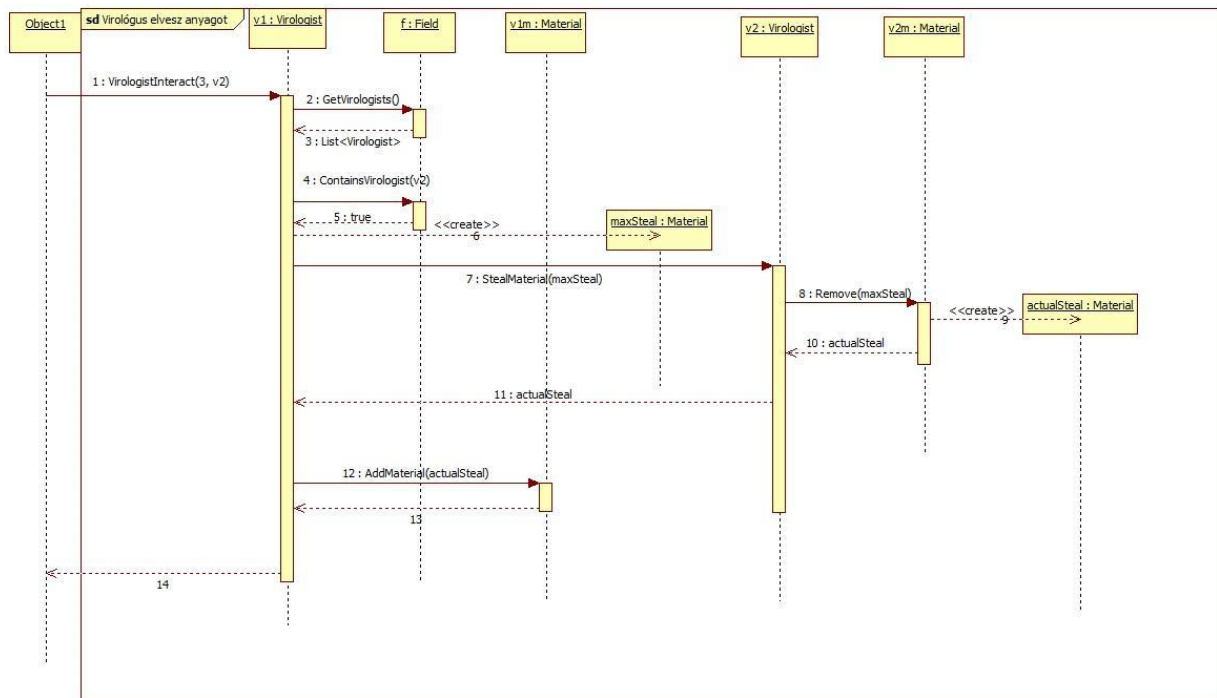 sd Virológus elvesz anyagot
Object1
v1 : Virologist
f : Field
v1m : Material
v2 : Virologist
v2m : Material
1 : VirologistInteract(3, v2)
2 : GetVirologists()
3 : List<Virologist>
4 : ContainsVirologist(v2)
5 : true
<<create>>
6
maxSteal : Material
7 : StealMaterial(maxSteal)
8 : Remove(maxSteal)
<<create>>
9
actualSteal : Material
10 : actualSteal
11 : actualSteal
12 : AddMaterial(actualSteal)
13
14